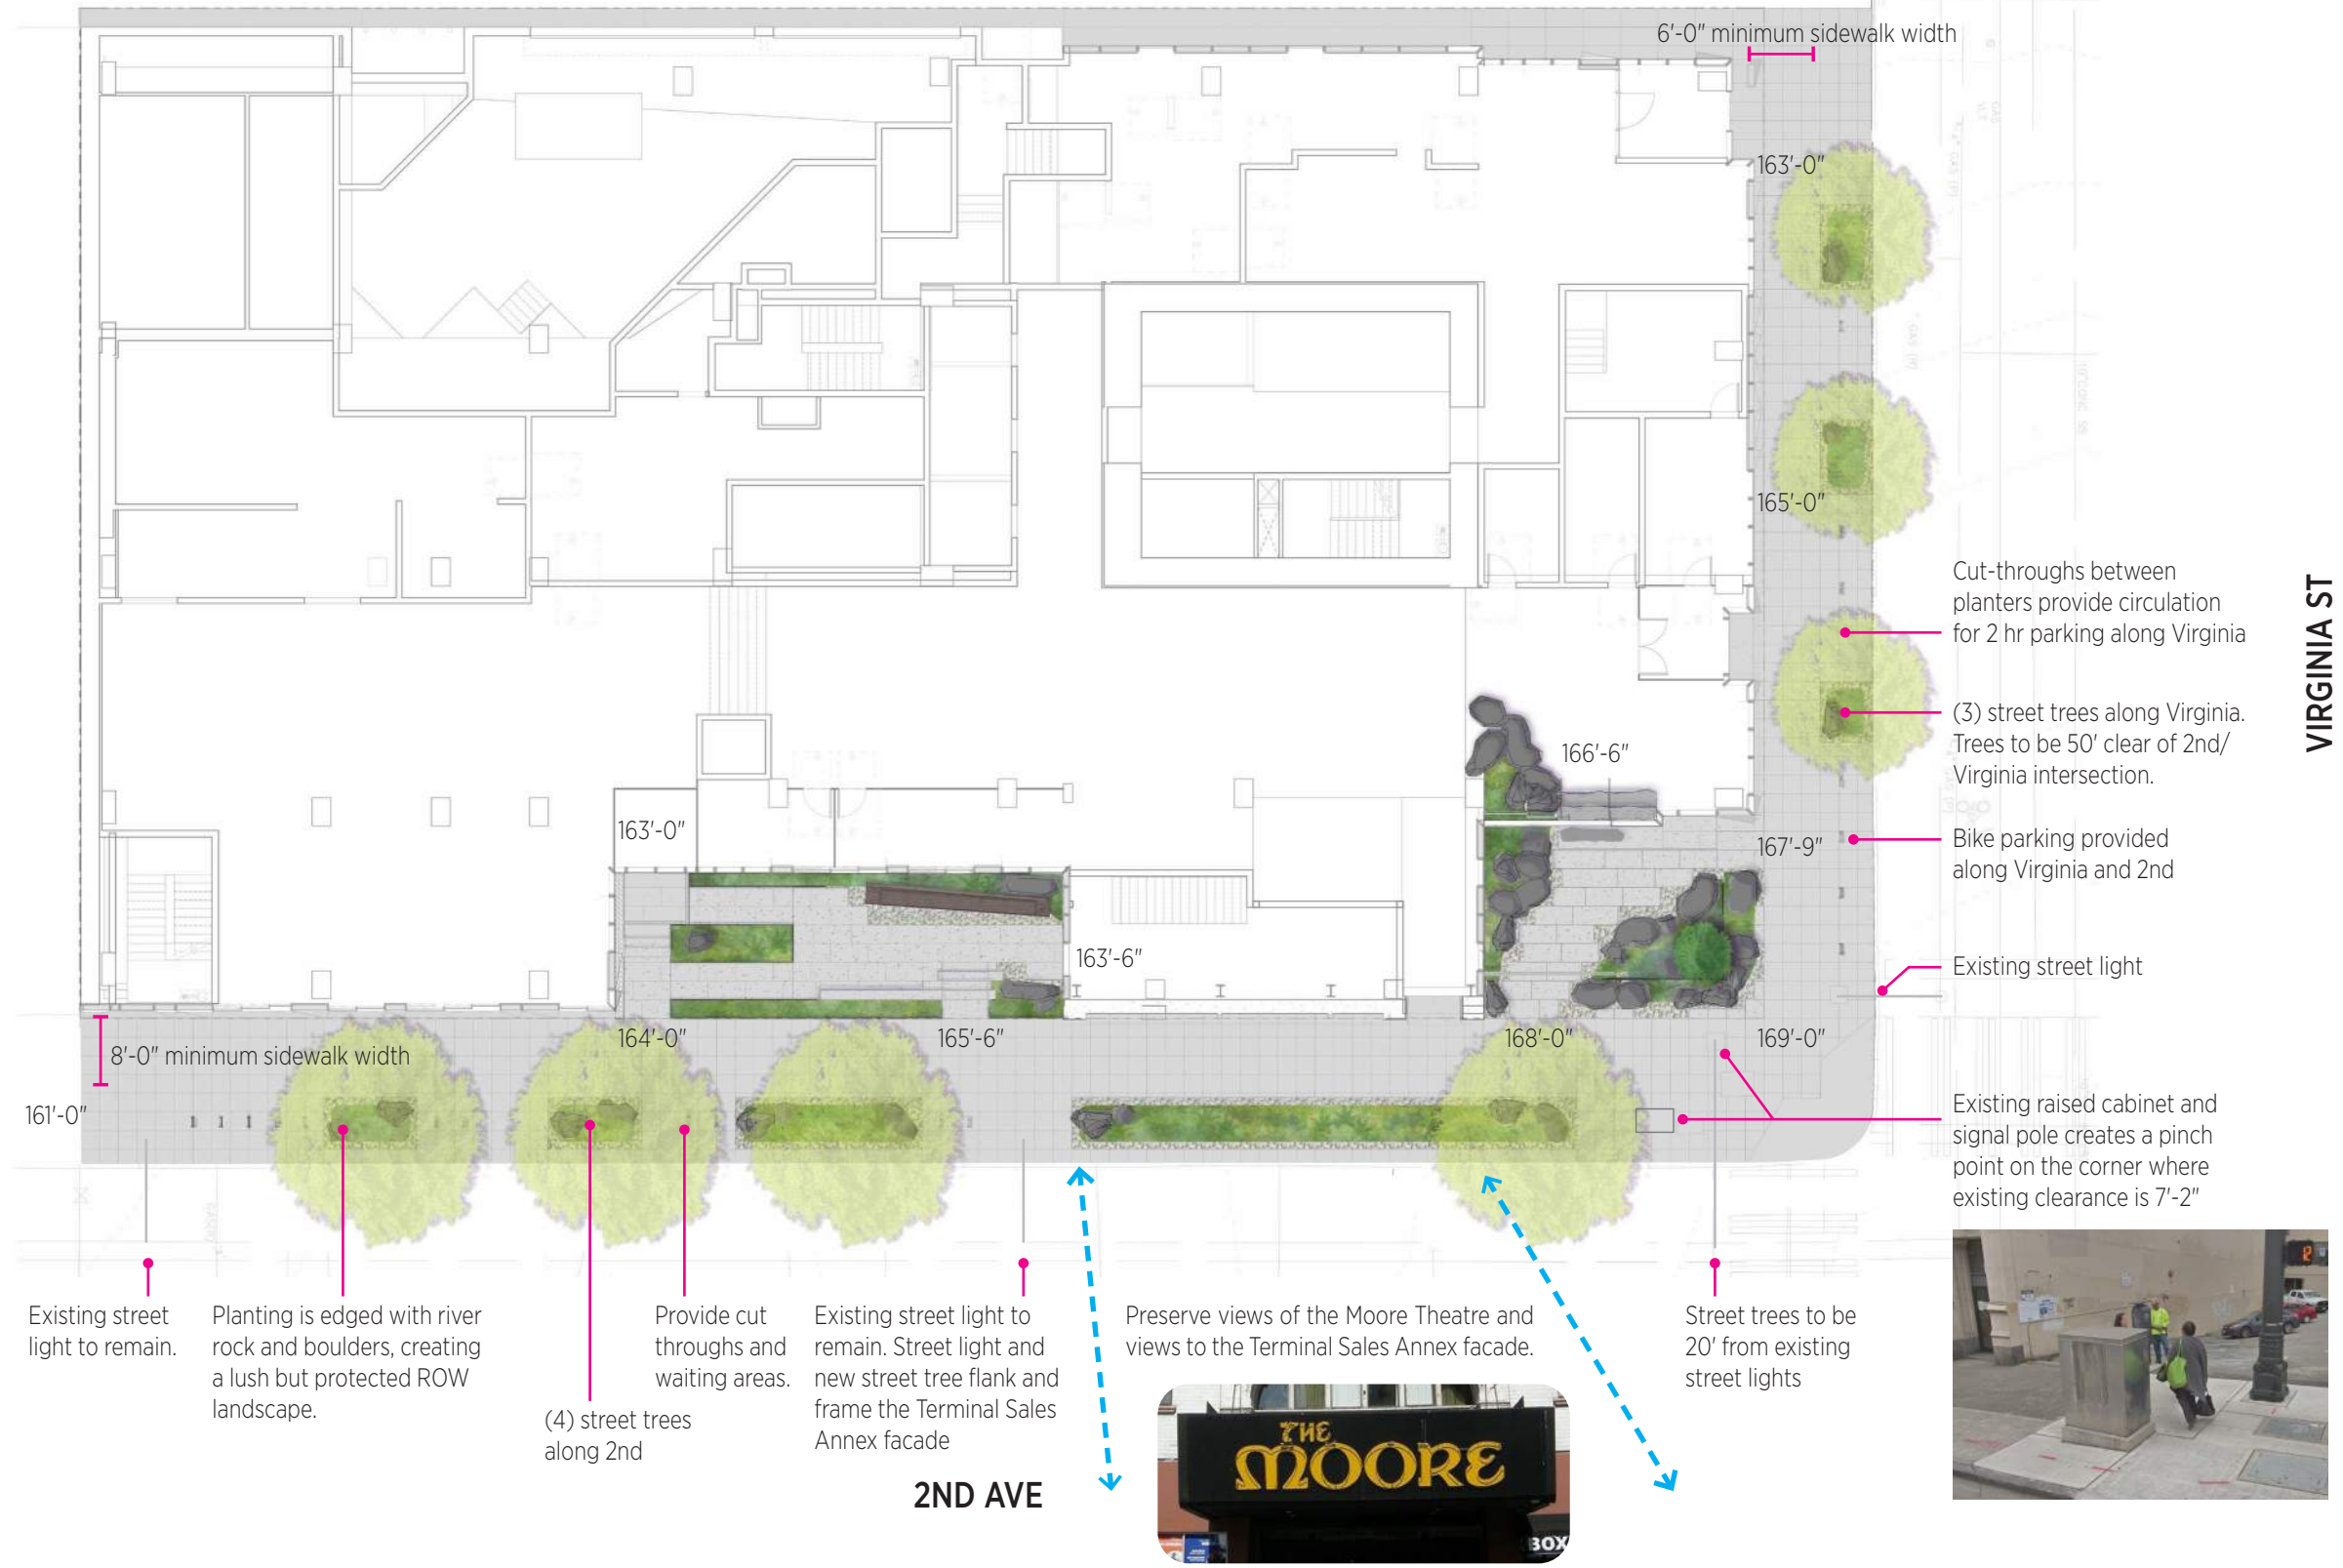 6'-0" minimum sidewalk width
163'-0"
165'-0"
Cut-throughs between
planters provide circulation
for 2 hr parking along Virginia
VIRGINIA ST
(3) street trees along Virginia.
Trees to be 50' clear of 2nd/
Virginia intersection.
166'-6"
163'-0"
167'-9"
Bike parking provided
along Virginia and 2nd
163'-6"
Existing street light
164'-0"
165'-6"
168'-0"
169'-0"
8'-0" minimum sidewalk width
161'-0"
Existing raised cabinet and
signal pole creates a pinch
point on the corner where
existing clearance is 7'-2"
Existing street
light to remain.
Planting is edged with river
rock and boulders, creating
a lush but protected ROW
landscape.
(4) street trees
along 2nd
Provide cut
throughs and
waiting areas.
Existing street light to
remain. Street light and
new street tree flank and
frame the Terminal Sales
Annex facade
Preserve views of the Moore Theatre and
views to the Terminal Sales Annex facade.
Street trees to be
20' from existing
street lights
2ND AVE
THE
MOORE
BOX